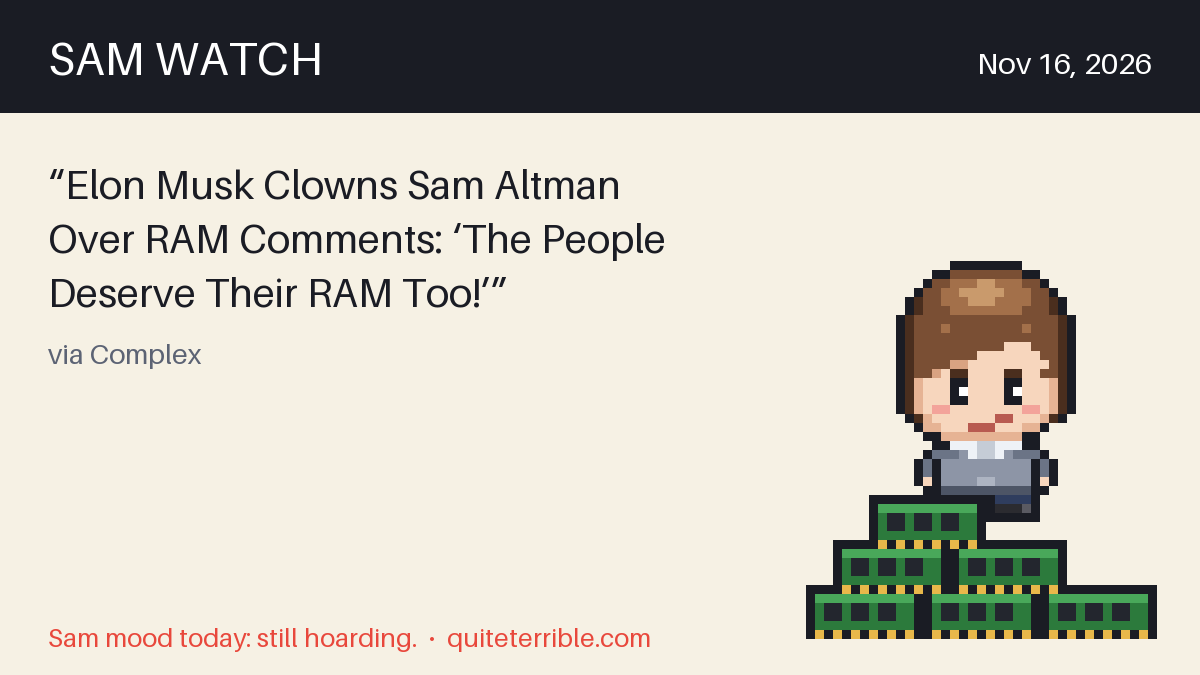 SAM WATCH
Nov 16, 2026
“Elon Musk Clowns Sam Altman
Over RAM Comments: ‘The People
Deserve Their RAM Too!’”
via Complex
Sam mood today: still hoarding. · quiteterrible.com